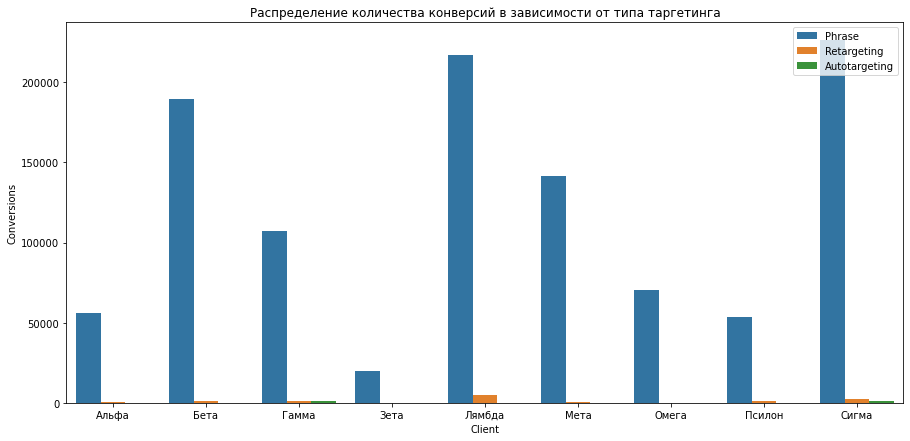 Распределение количества конверсий в зависимости от типа таргетинга
Phrase
Retargeting
Autotargeting
Conversions
200000
150000
100000
50000
0
Альфа Бета Гамма Зета Лямбда Мета Омега Псилон Сигма
Client